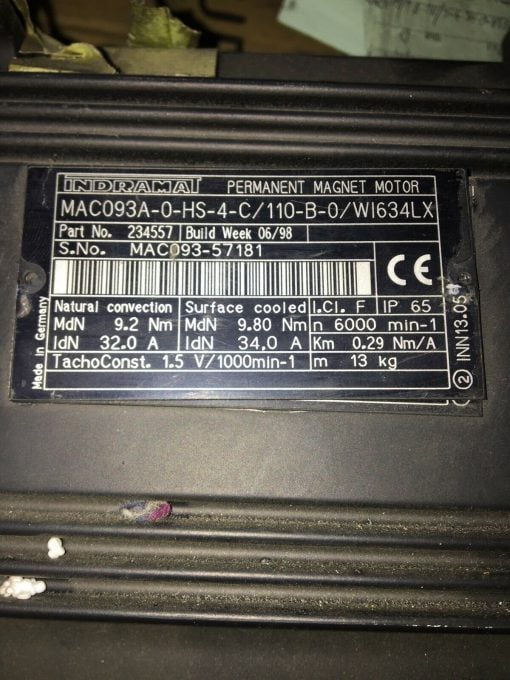 INDRAMAT PERMANENT MAGNET MOTOR
MAC093A-0-HS-4-C/110-B-0/WI634LX
Part No. 234557 Build Week 06/98
S.No. MAC093-57181
CE
Natural convection Surface cooled I.Cl. F IP 65
MdN 9.2 Nm MdN 9.80 Nm n 6000 min-1
IdN 32.0 A IdN 34.0 A Km 0.29 Nm/A
TachoConst. 1.5 V/1000min-1 m 13 kg
Made in Germany
2 INN13.05